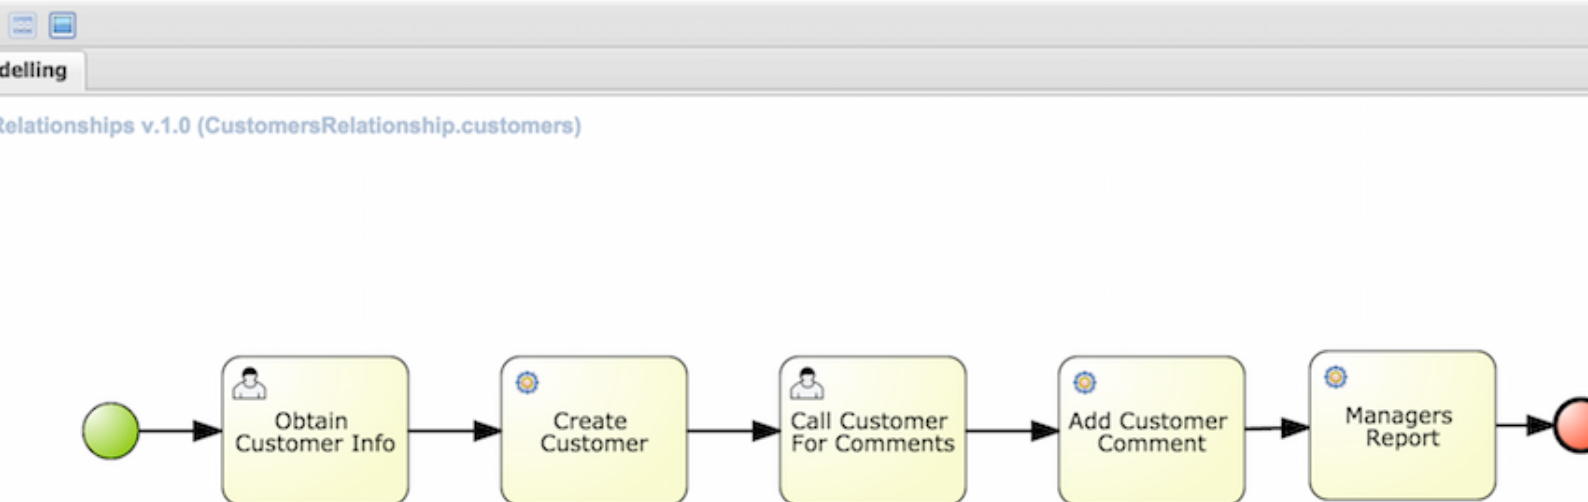 delling
Relationships v.1.0 (CustomersRelationship.customers)
Obtain
Customer Info
Create
Customer
Call Customer
For Comments
Add Customer
Comment
Managers
Report